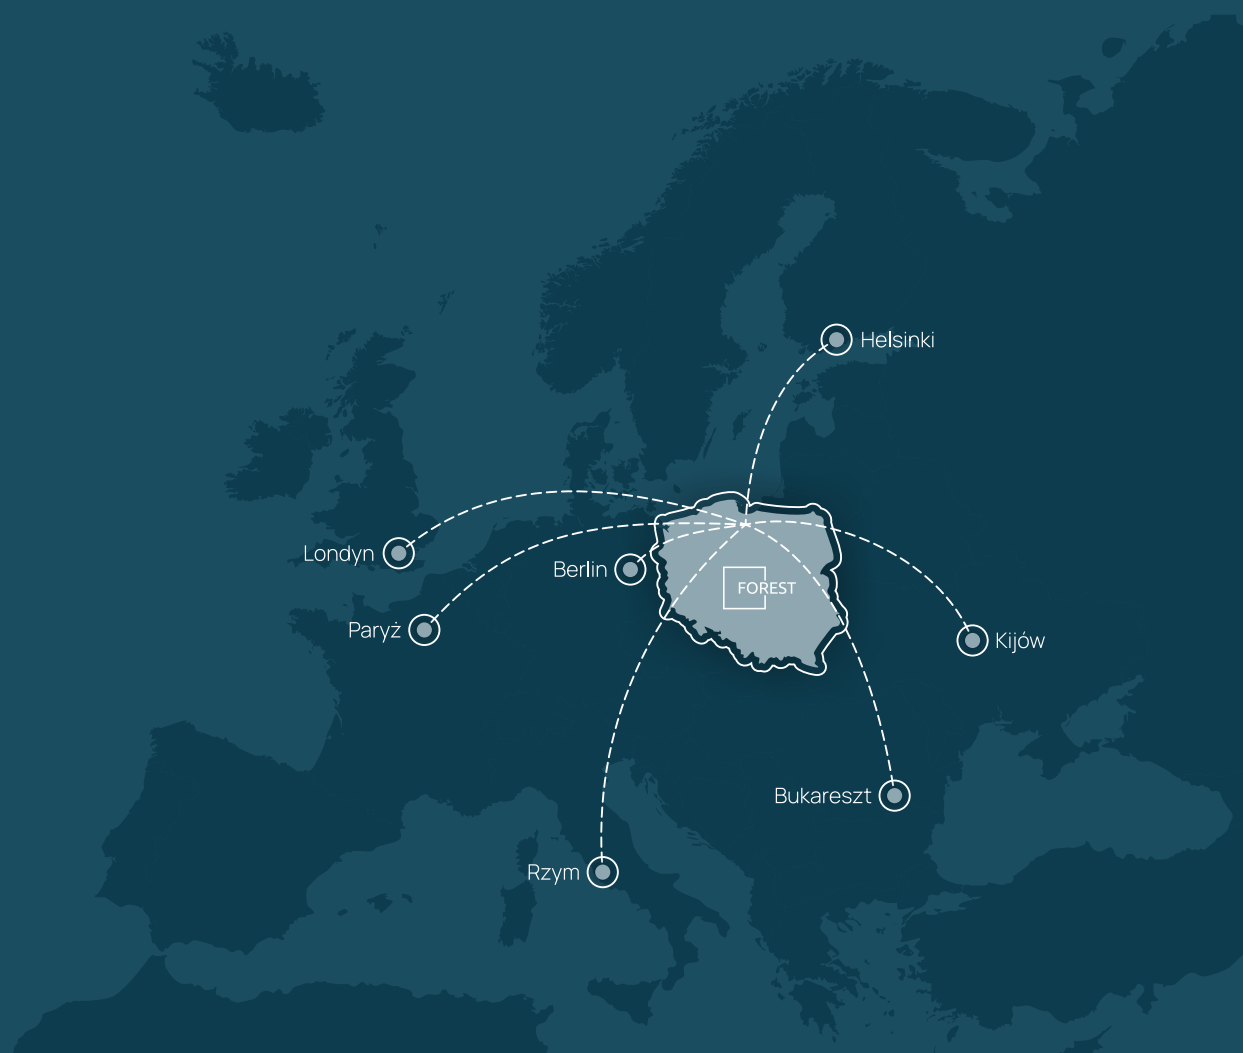 Helsinki
Londyn
Berlin
FOREST
Paryż
Kijów
Bukareszt
Rzym